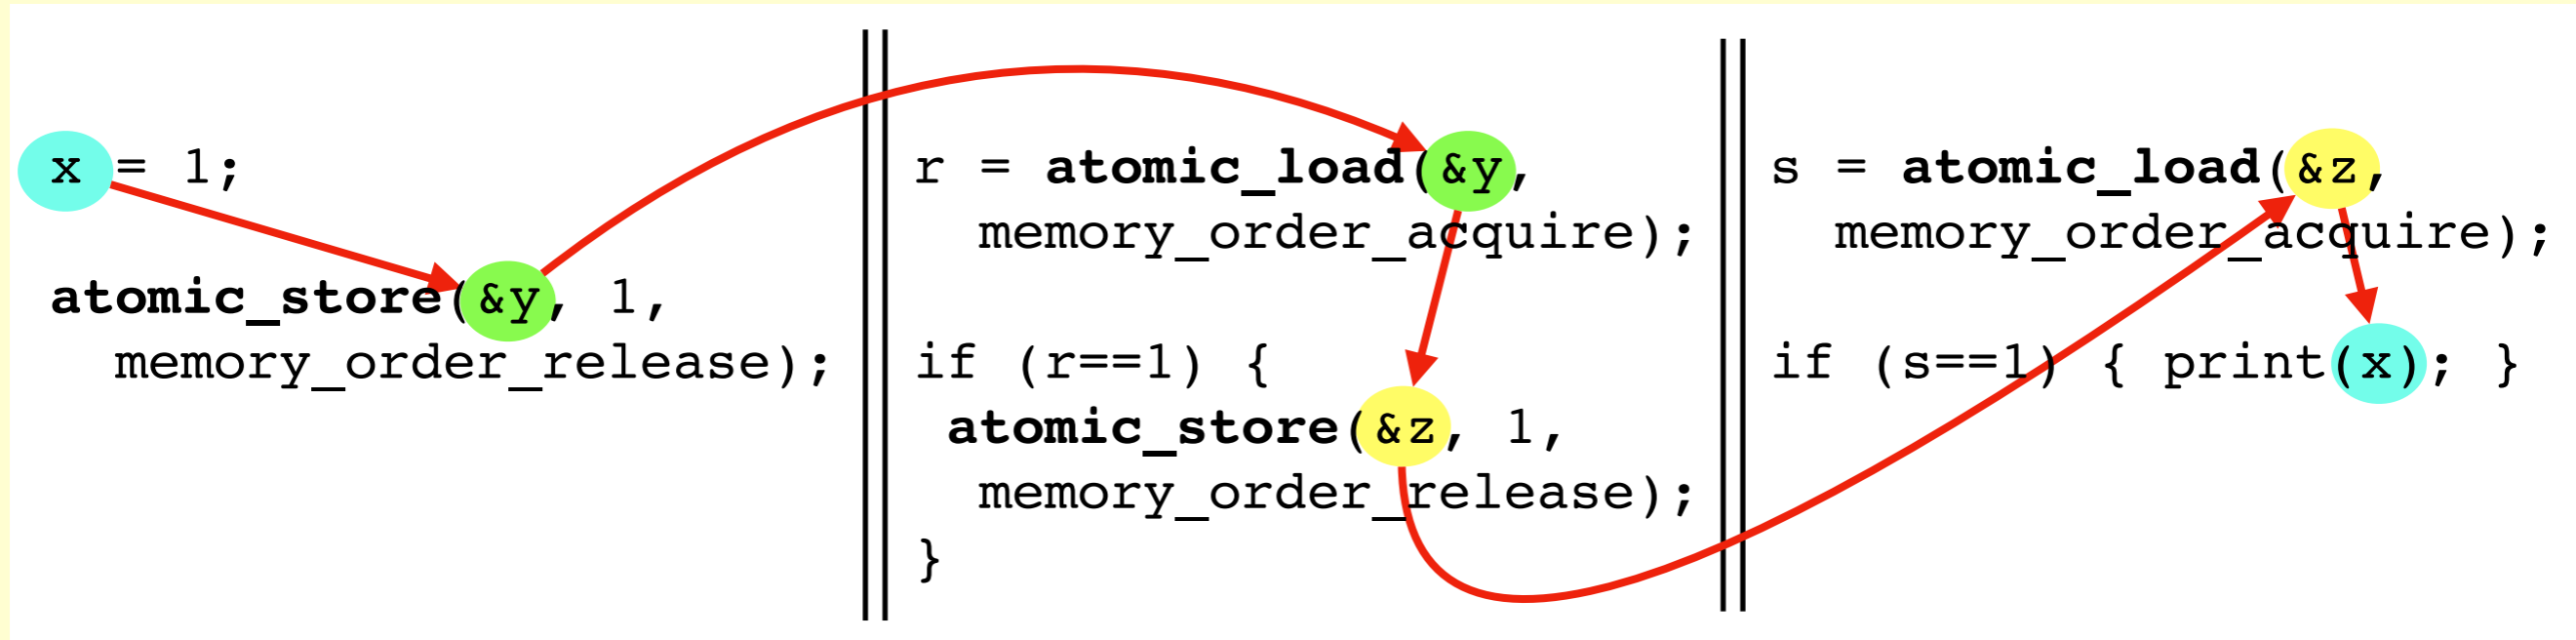 x = 1;
atomic_store(&y, 1,
memory_order_release);
r = atomic_load(&y,
memory_order_acquire);
if (r==1) {
atomic_store(&z, 1,
memory_order_release);
}
s = atomic_load(&z,
memory_order_acquire);
if (s==1) { print(x); }